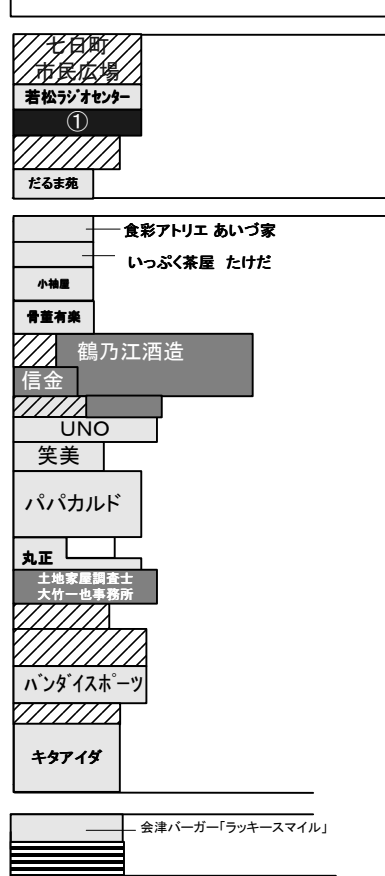 七日町
市民広場
若松ラジオセンター
①
だるま苑
食彩アトリエ あいづ家
いっぷく茶屋 たけだ
小袖屋
骨董有楽
鶴乃江酒造
信金
UNO
笑美
パパカルド
丸正
土地家屋調査士
大竹一也事務所
バンダイスポーツ
キタアイダ
会津バーガー「ラッキースマイル」